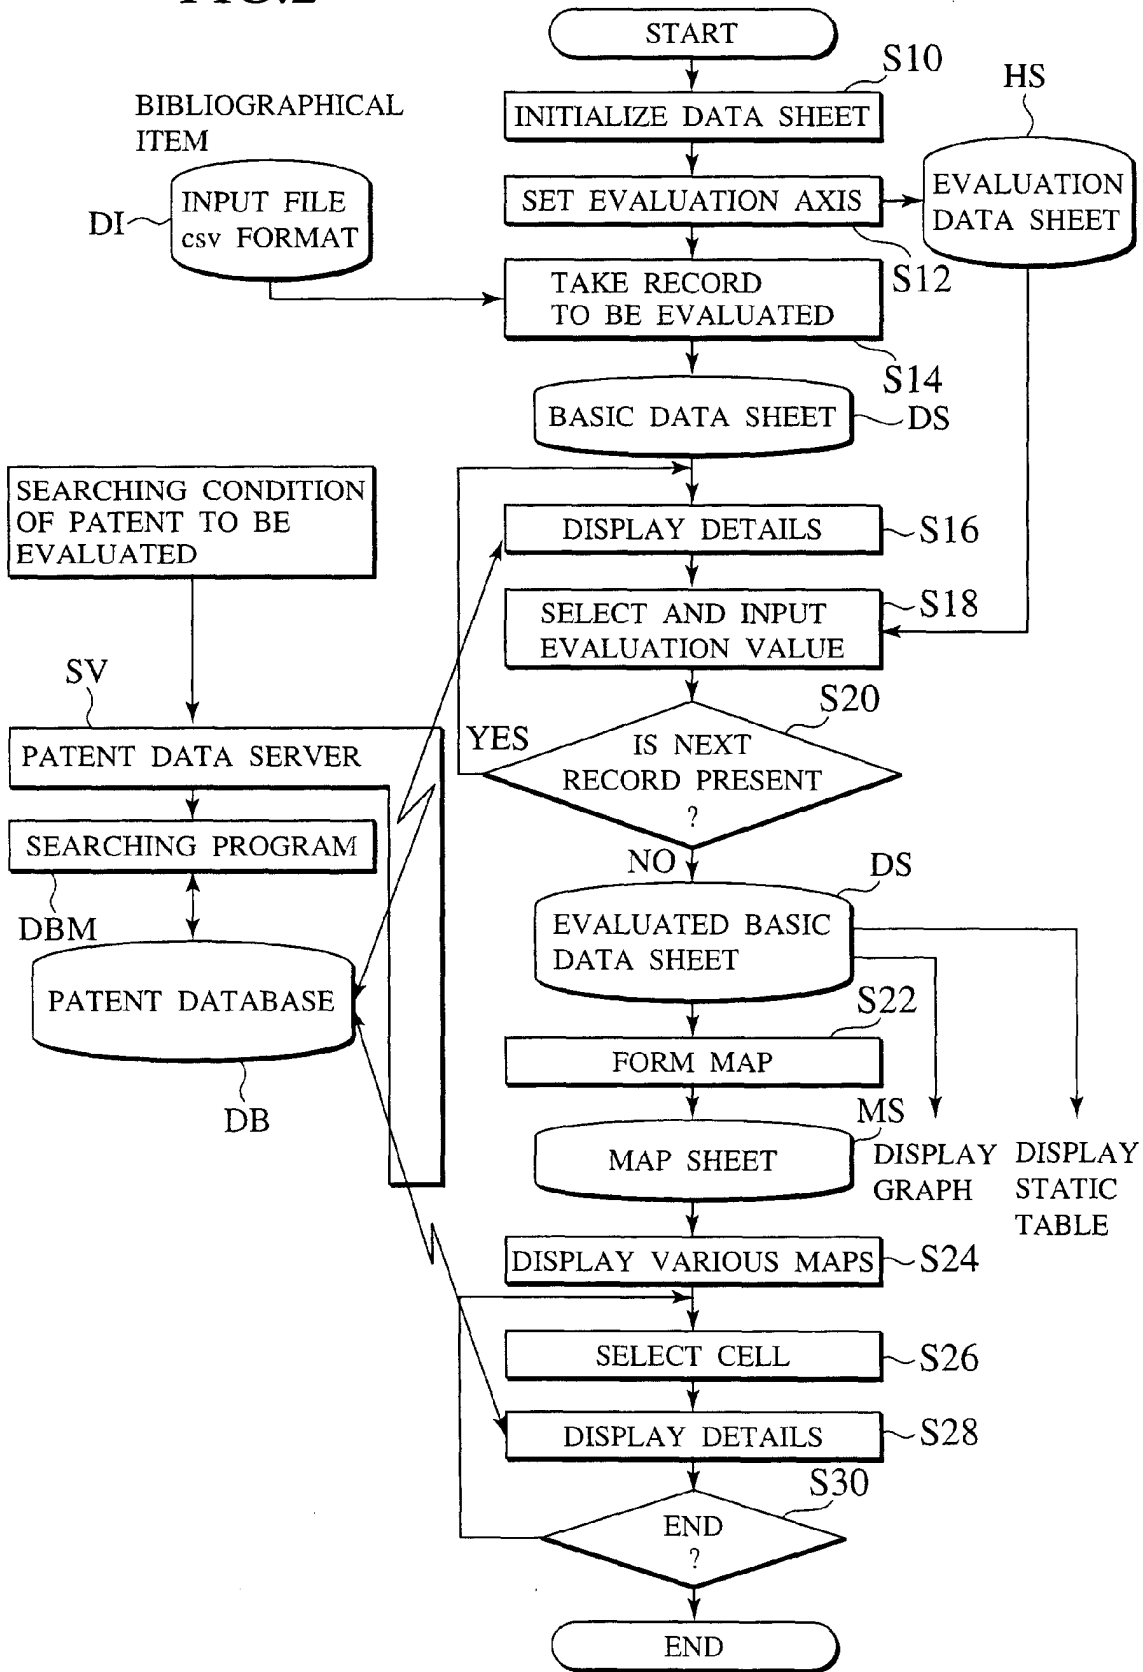 FIG.2
START
S10
INITIALIZE DATA SHEET
HS
BIBLIOGRAPHICAL
ITEM
INPUT FILE
csv FORMAT
DI
SET EVALUATION AXIS
EVALUATION
DATA SHEET
S12
TAKE RECORD
TO BE EVALUATED
S14
BASIC DATA SHEET
DS
SEARCHING CONDITION
OF PATENT TO BE
EVALUATED
DISPLAY DETAILS
S16
SELECT AND INPUT
EVALUATION VALUE
S18
SV
S20
YES
IS NEXT
RECORD PRESENT
?
PATENT DATA SERVER
SEARCHING PROGRAM
NO
DS
DBM
EVALUATED BASIC
DATA SHEET
PATENT DATABASE
S22
FORM MAP
DB
MS
MAP SHEET
DISPLAY
GRAPH
DISPLAY
STATIC
TABLE
DISPLAY VARIOUS MAPS
S24
SELECT CELL
S26
DISPLAY DETAILS
S28
S30
END
?
END